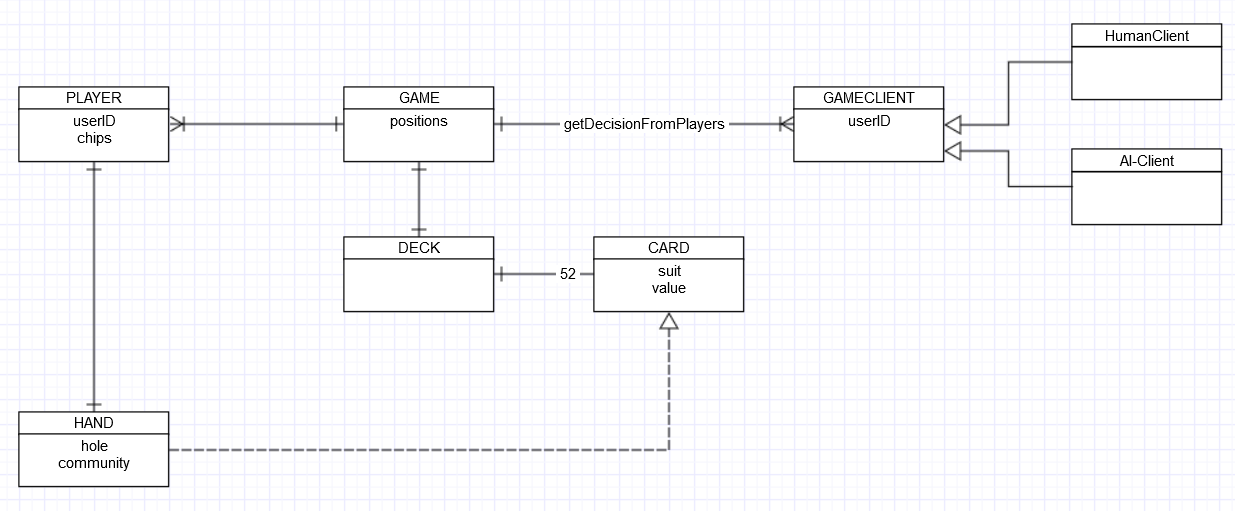 HumanClient
PLAYER
userID
chips
GAME
positions
getDecisionFromPlayers
GAMECLIENT
userID
AI-Client
DECK
52
CARD
suit
value
HAND
hole
community